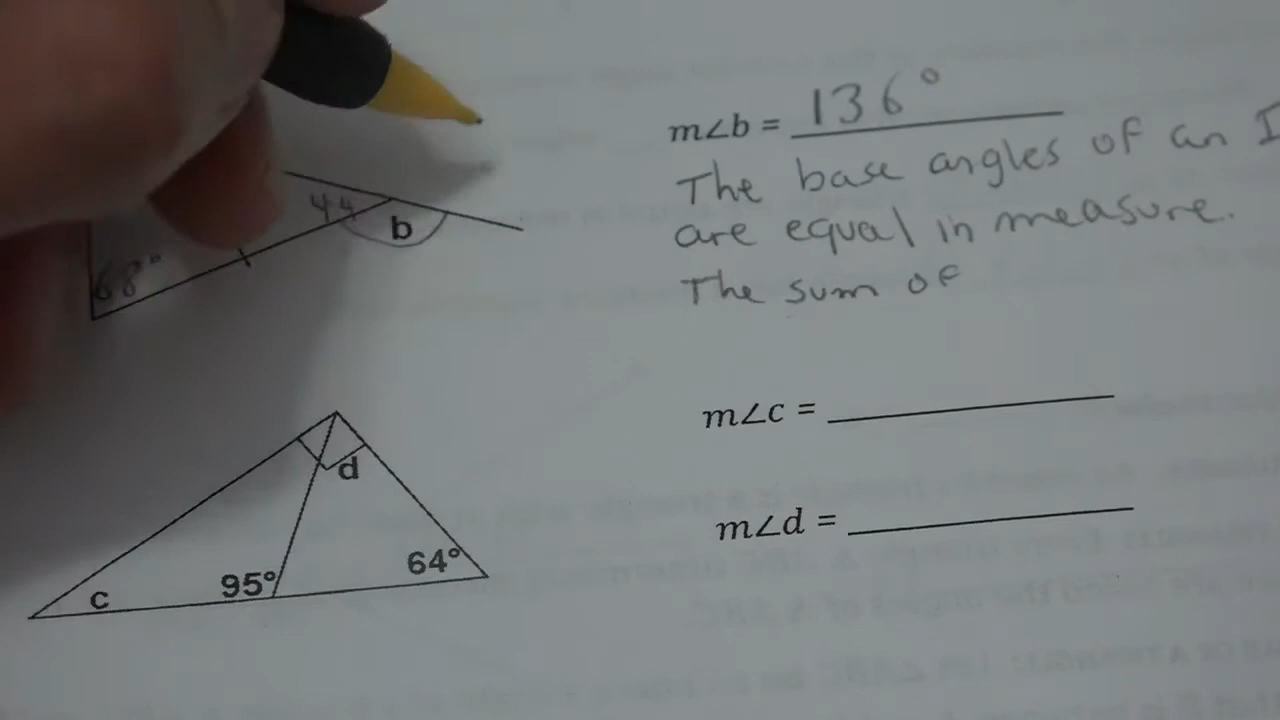 m∠b = 136°
The base angles of an I
are equal in measure.
The sum of
44
b
68°
m∠c =
d
m∠d =
64°
95°
c